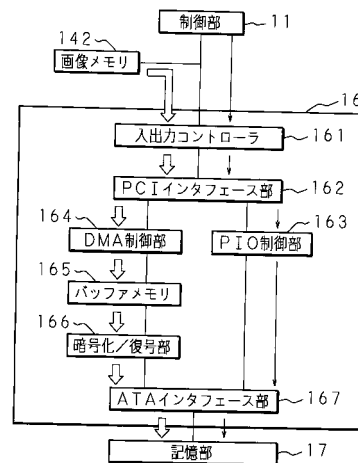 制御部 11
142
画像メモリ
16
入出力コントローラ 161
PCIインタフェース部 162
164 163
DMA制御部 PIO制御部
165
バッファメモリ
166
暗号化/復号部
ATAインタフェース部 167
記憶部 17